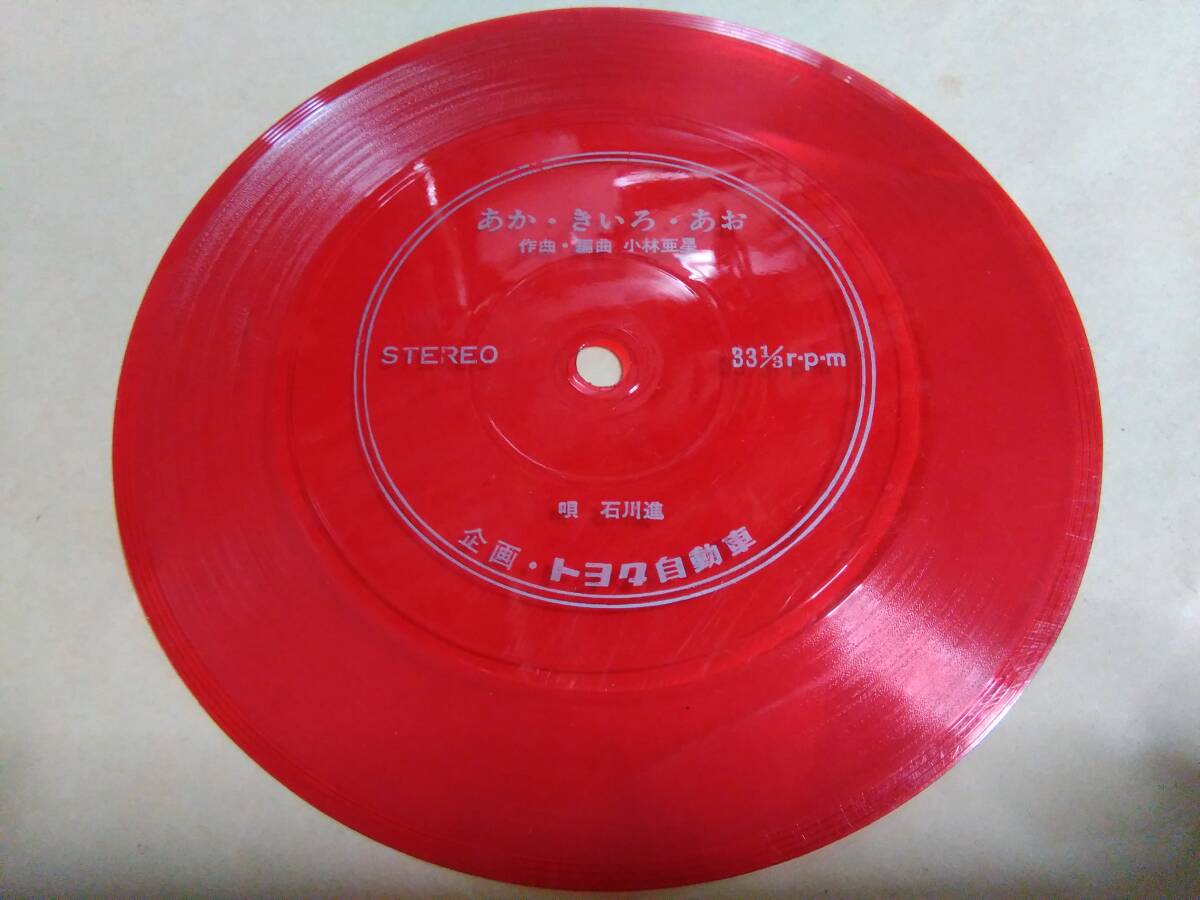 あか・きいろ・あお
作曲・編曲 小林亜星
STEREO
33⅓r·p·m
唄 石川進
企画・トヨタ自動車